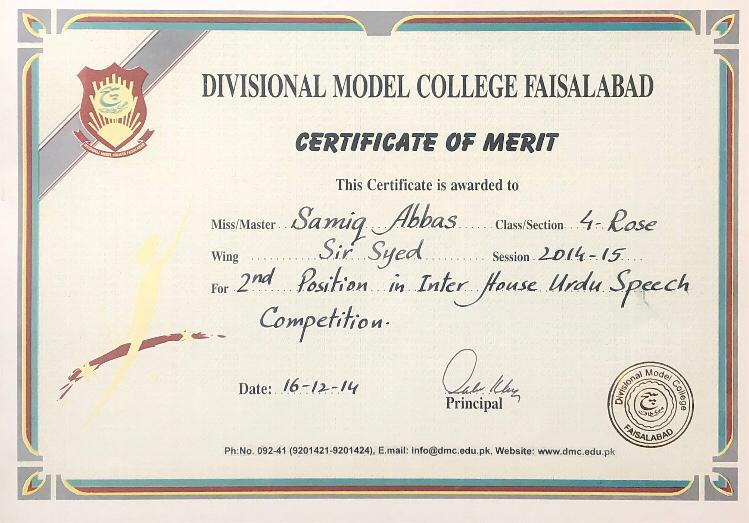 DIVISIONAL MODEL COLLEGE FAISALABAD
CERTIFICATE OF MERIT
This Certificate is awarded to
Miss/Master Samiq Abbas Class/Section 4-Rose
Wing Sir Syed Session 2014-15
For 2nd Position in Inter House Urdu Speech
Competition.
Date: 16-12-14
Principal
Divisional Model College
FAISALABAD
Ph:No. 092-41 (9201421-9201424), E.mail: info@dmc.edu.pk, Website: www.dmc.edu.pk